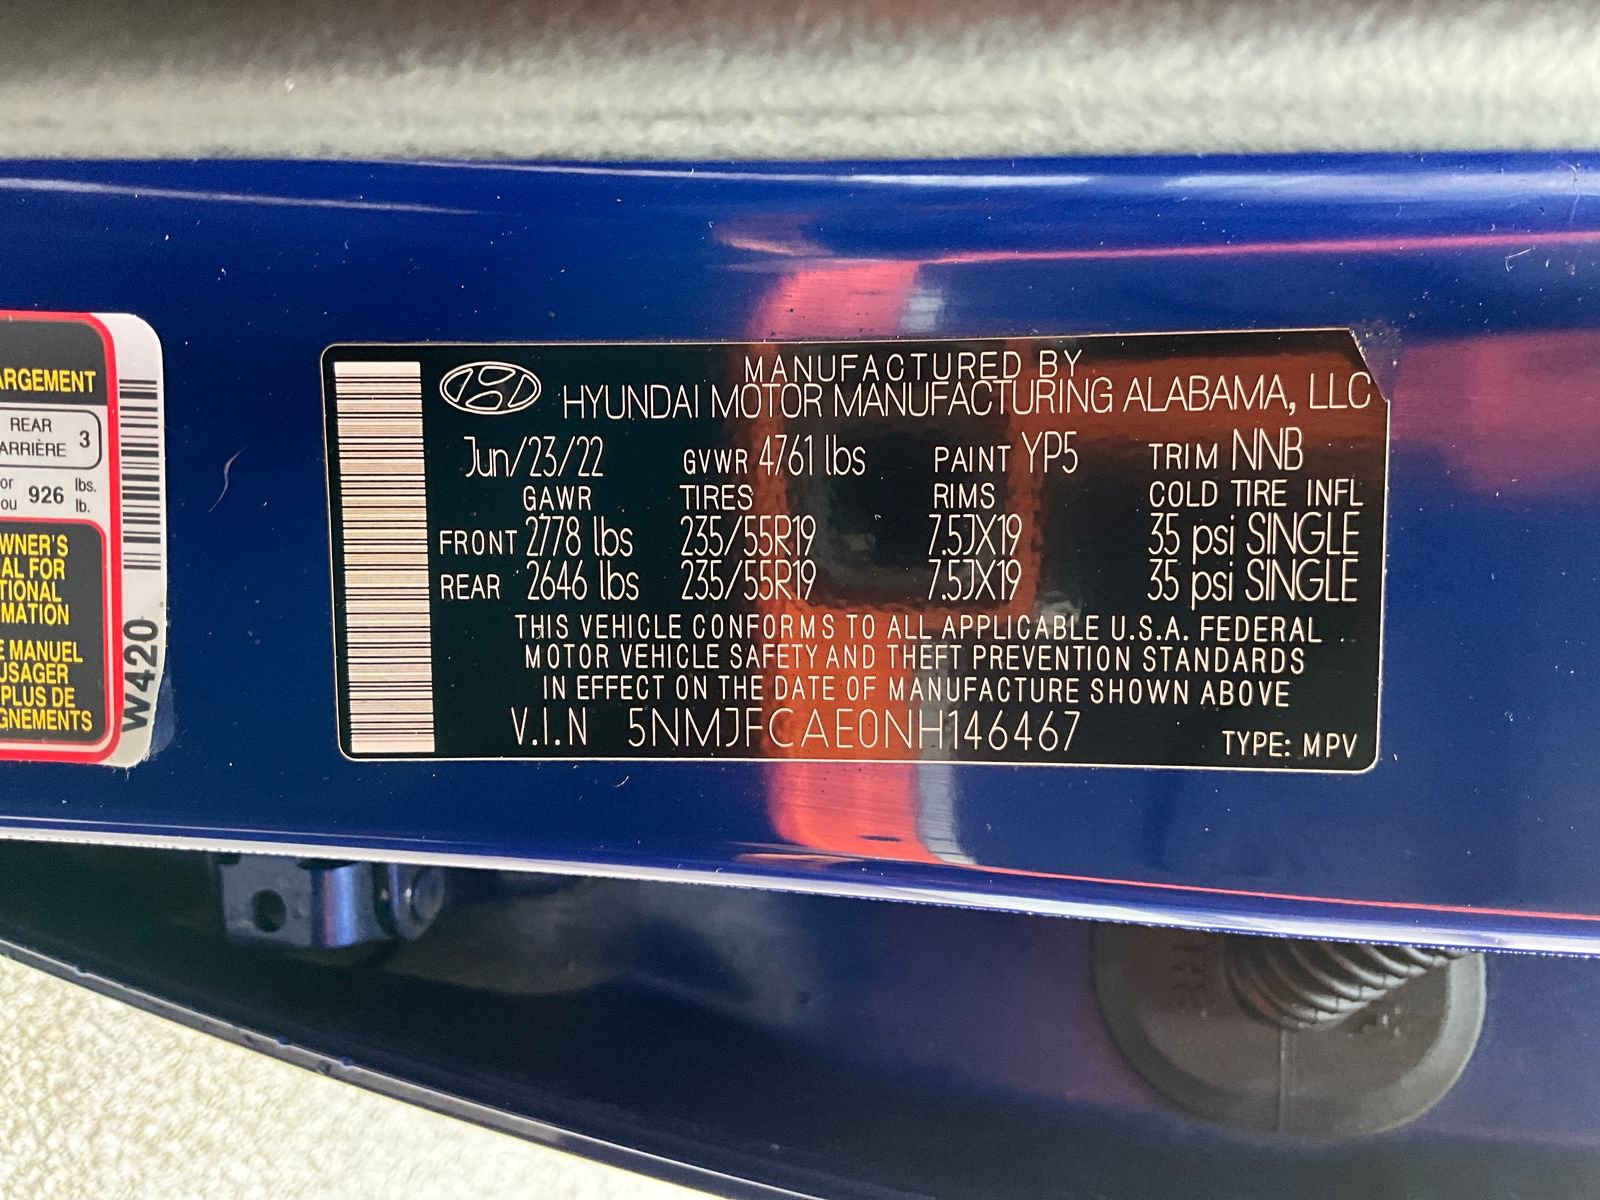 ARGEMENT
REAR
ARRIÈRE 3
or
ou 926 lbs.
lb.
WNER'S
AL FOR
TIONAL
MATION
E MANUEL
USAGER
PLUS DE
GNEMENTS
W420
MANUFACTURED BY
HYUNDAI MOTOR MANUFACTURING ALABAMA, LLC
Jun/23/22 GVWR 4761 lbs PAINT YP5 TRIM NNB
GAWR TIRES RIMS COLD TIRE INFL
FRONT 2778 lbs 235/55R19 7.5JX19 35 psi SINGLE
REAR 2646 lbs 235/55R19 7.5JX19 35 psi SINGLE
THIS VEHICLE CONFORMS TO ALL APPLICABLE U.S.A. FEDERAL
MOTOR VEHICLE SAFETY AND THEFT PREVENTION STANDARDS
IN EFFECT ON THE DATE OF MANUFACTURE SHOWN ABOVE
V.I.N 5NMJFCAE0NH146467 TYPE: MPV